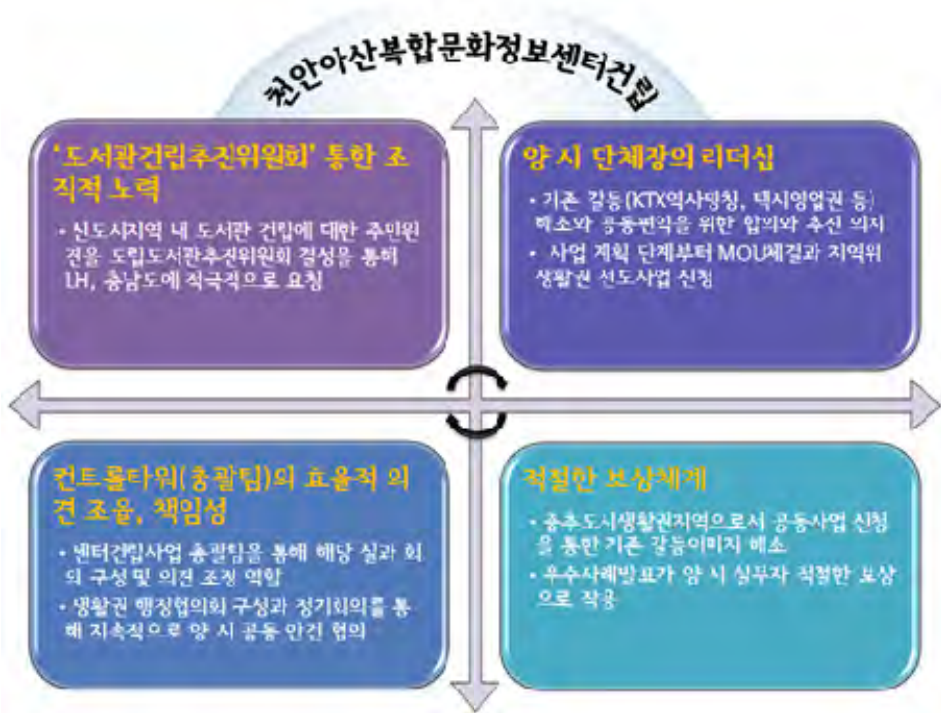 천안아산복합문화정보센터건립
‘도서관건립추진위원회’ 통한 조
직적 노력
• 신도시지역 내 도서관 건립에 대한 주민원
견을 도립도서관추진위원회 결성을 통해
LH, 충남도에 적극적으로 요청
양 시 단체장의 리더십
• 기존 갈등(KTX역사명칭, 택시영업권 등)
해소와 공동편익을 위한 합의와 추진 의지
• 사업 계획 단계부터 MOU체결과 지역위
생활권 선도사업 신청
컨트롤타워(총괄팀)의 효율적 의
견 조율, 책임성
• 센터건립사업 총괄팀을 통해 해당 실과 회
의 구성 및 의견 조정 역할
• 생활권 행정협의회 구성과 정기회의를 통
해 지속적으로 양 시 공동 안건 협의
적절한 보상체계
• 중추도시생활권지역으로서 공동사업 신청
을 통한 기존 갈등이미지 해소
• 우수사례발표가 양 시 실무자 적절한 보상
으로 작용